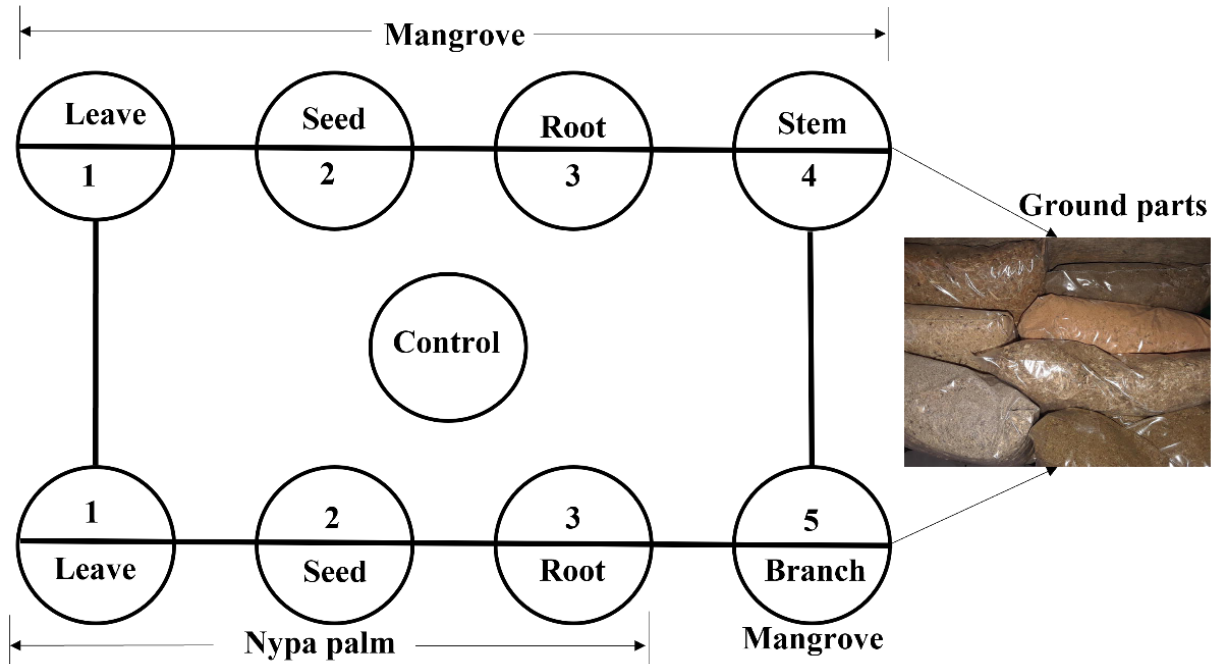 Mangrove
Leave
Seed
Root
Stem
1
2
3
4
Ground parts
Control
1
2
3
5
Leave
Seed
Root
Branch
Nypa palm
Mangrove